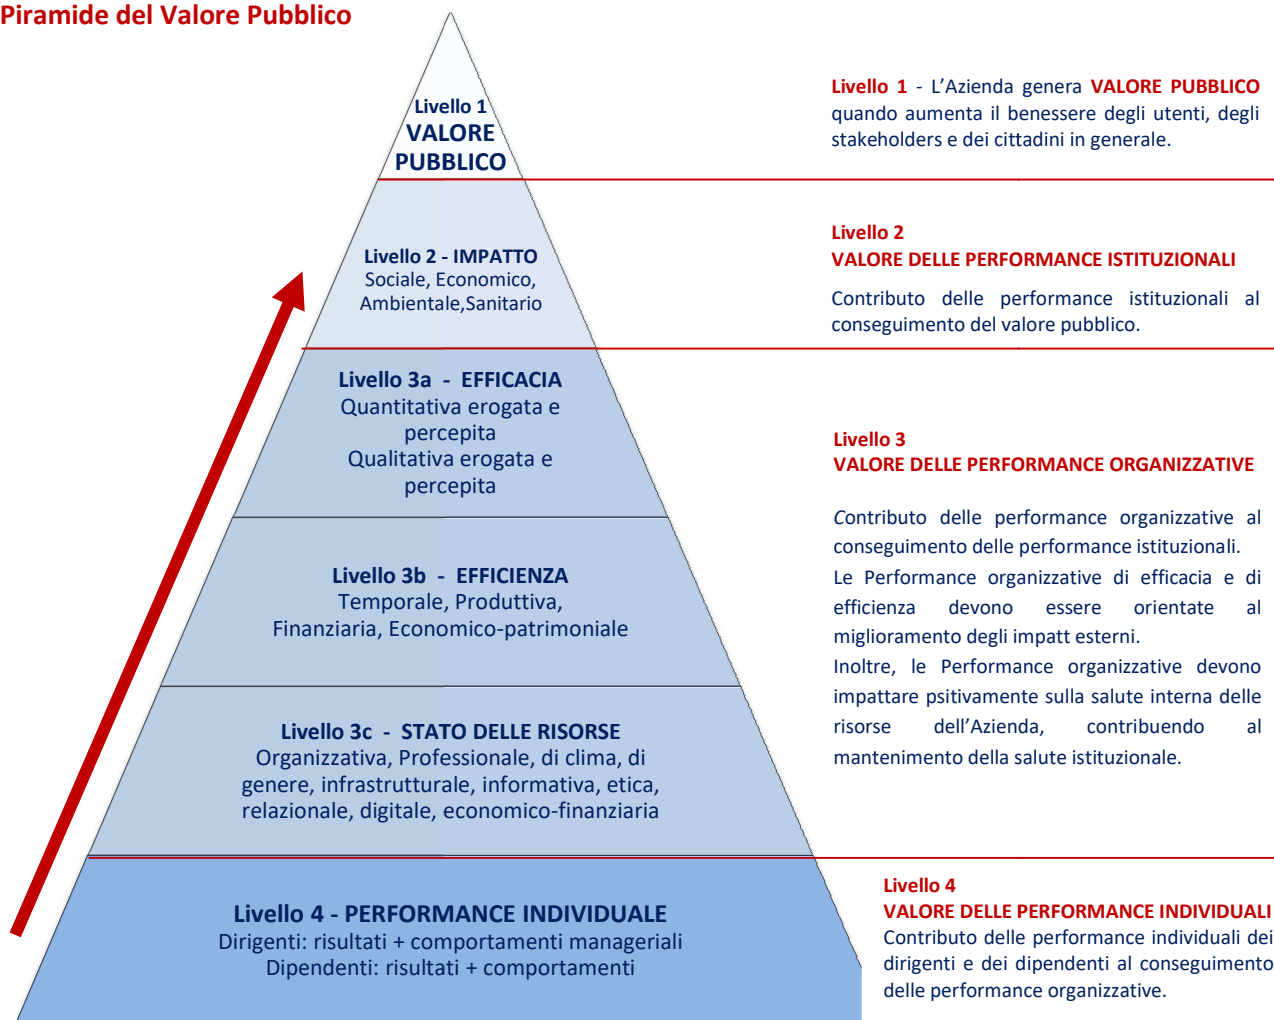 Piramide del Valore Pubblico
Livello 1
VALORE
PUBBLICO
Livello 1 - L’Azienda genera VALORE PUBBLICO
quando aumenta il benessere degli utenti, degli
stakeholders e dei cittadini in generale.
Livello 2 - IMPATTO
Sociale, Economico,
Ambientale,Sanitario
Livello 2
VALORE DELLE PERFORMANCE ISTITUZIONALI
Contributo delle performance istituzionali al
conseguimento del valore pubblico.
Livello 3a - EFFICACIA
Quantitativa erogata e
percepita
Qualitativa erogata e
percepita
Livello 3b - EFFICIENZA
Temporale, Produttiva,
Finanziaria, Economico-patrimoniale
Livello 3c - STATO DELLE RISORSE
Organizzativa, Professionale, di clima, di
genere, infrastrutturale, informativa, etica,
relazionale, digitale, economico-finanziaria
Livello 3
VALORE DELLE PERFORMANCE ORGANIZZATIVE
Contributo delle performance organizzative al
conseguimento delle performance istituzionali.
Le Performance organizzative di efficacia e di
efficienza devono essere orientate al
miglioramento degli impatt esterni.
Inoltre, le Performance organizzative devono
impattare psitivamente sulla salute interna delle
risorse dell’Azienda, contribuendo al
mantenimento della salute istituzionale.
Livello 4 - PERFORMANCE INDIVIDUALE
Dirigenti: risultati + comportamenti manageriali
Dipendenti: risultati + comportamenti
Livello 4
VALORE DELLE PERFORMANCE INDIVIDUALI
Contributo delle performance individuali dei
dirigenti e dei dipendenti al conseguimento
delle performance organizzative.